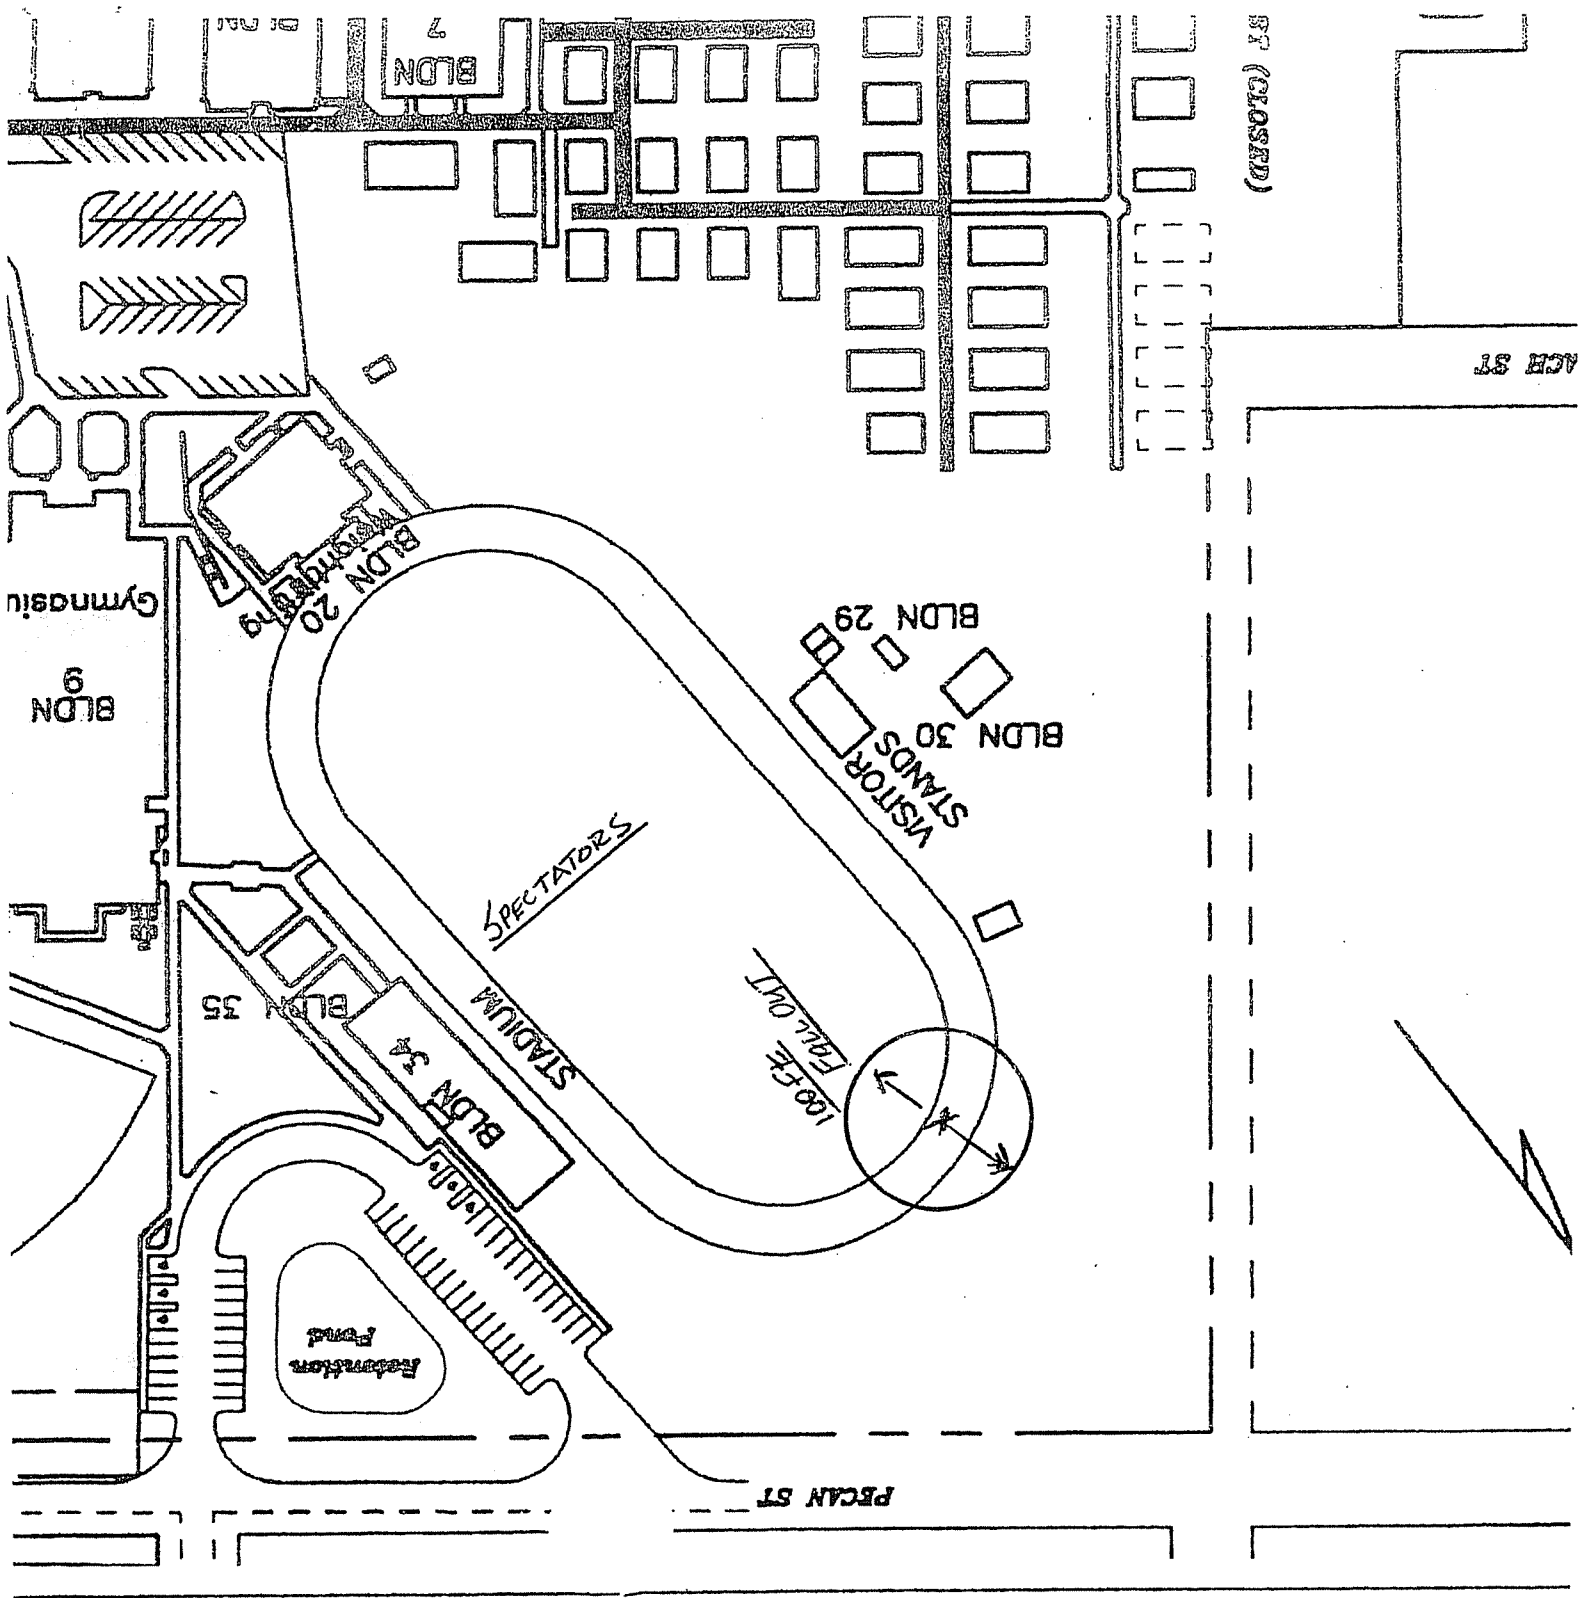 BLDN
7
ST (CLOSED)
ACH ST
BLDN 20
Gymnasiu
BLDN
9
BLDN 29
BLDN 30
VISITOR
STANDS
SPECTATORS
100 Ft.
Fall OUT
STADIUM
BLDN 35
BLDN 34
Retention
Pond
PECAN ST